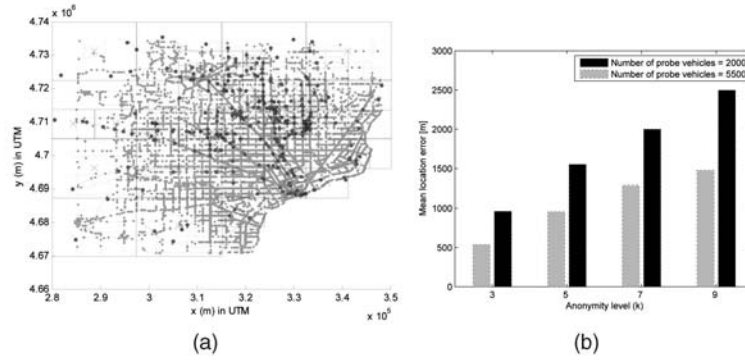 4.74
x 10⁶
4.73
4.72
4.71
4.7
4.69
4.68
4.67
4.66
y (m) in UTM
2.8
2.9
3
3.1
3.2
3.3
3.4
3.5
x (m) in UTM
x 10⁵
(a)
3000
2500
2000
1500
1000
500
0
Mean location error [m]
Number of probe vehicles = 2000
Number of probe vehicles = 5500
3
5
7
9
Anonymity level (k)
(b)